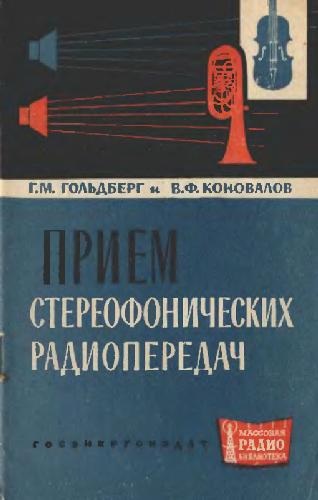 Г.М. ГОЛЬДБЕРГ и В.Ф. КОНОВАЛОВ
ПРИЕМ
СТЕРЕОФОНИЧЕСКИХ
РАДИОПЕРЕДАЧ
ГОСЭНЕРГОИЗДАТ
МАССОВАЯ
РАДИО
БИБЛИОТЕКА